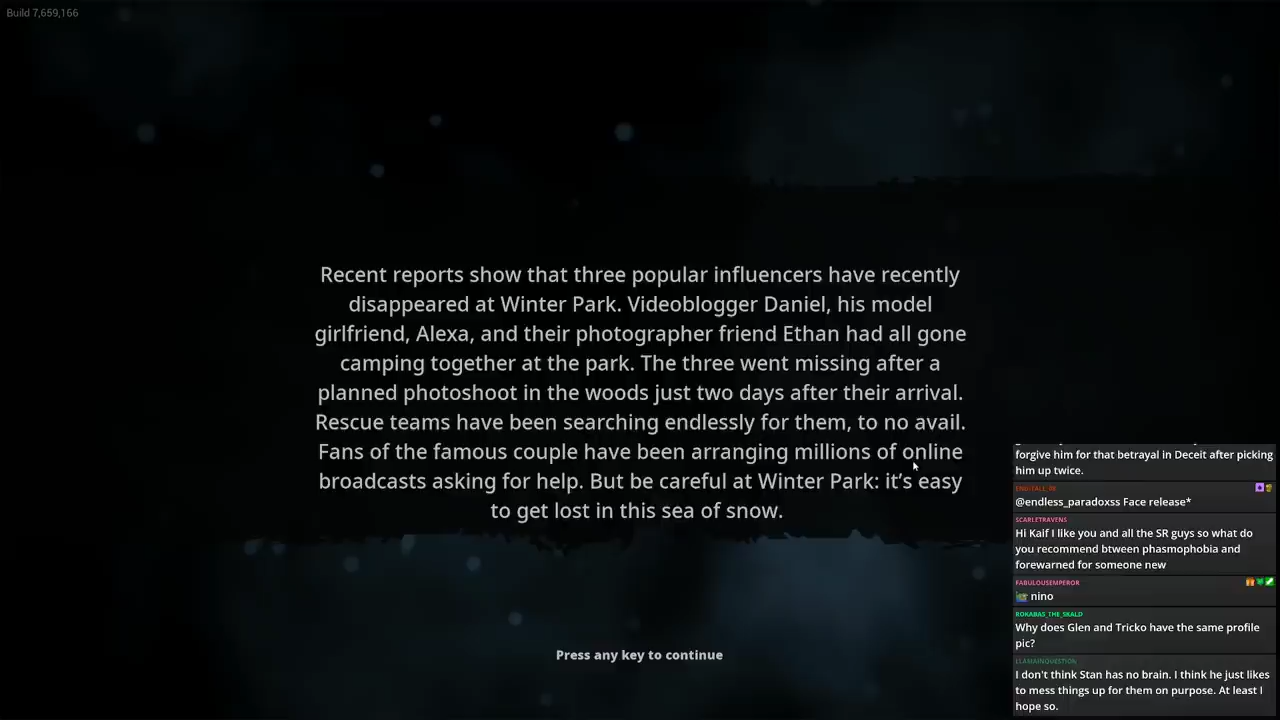 Build 7,659,166
Recent reports show that three popular influencers have recently
disappeared at Winter Park. Videoblogger Daniel, his model
girlfriend, Alexa, and their photographer friend Ethan had all gone
camping together at the park. The three went missing after a
planned photoshoot in the woods just two days after their arrival.
Rescue teams have been searching endlessly for them, to no avail.
Fans of the famous couple have been arranging millions of online
broadcasts asking for help. But be careful at Winter Park: it's easy
to get lost in this sea of snow.
Press any key to continue
forgive him for that betrayal in Deceit after picking
him up twice.
@endless_paradoxss Face release*
SCARLETRAVENS
Hi Kaif I like you and all the SR guys so what do
you recommend btween phasmophobia and
forewarned for someone new
FABULOUSEMPEROR
nino
ROKABAS_THE_SKALD
Why does Glen and Tricko have the same profile
pic?
LLAMAINQUESTION
I don't think Stan has no brain. I think he just likes
to mess things up for them on purpose. At least I
hope so.